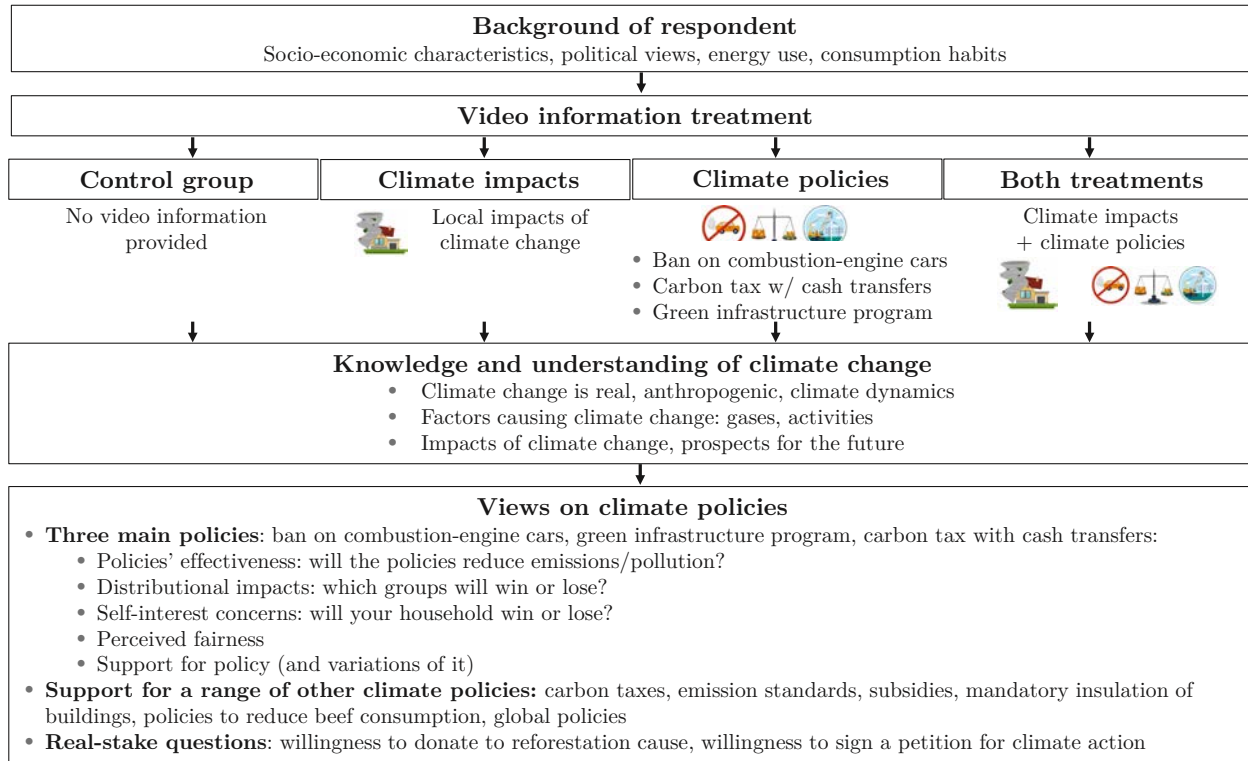 Background of respondent
Socio-economic characteristics, political views, energy use, consumption habits
Video information treatment
Control group
No video information
provided
Climate impacts
Local impacts of
climate change
Climate policies
• Ban on combustion-engine cars
• Carbon tax w/ cash transfers
• Green infrastructure program
Both treatments
Climate impacts
+ climate policies
Knowledge and understanding of climate change
• Climate change is real, anthropogenic, climate dynamics
• Factors causing climate change: gases, activities
• Impacts of climate change, prospects for the future
Views on climate policies
• Three main policies: ban on combustion-engine cars, green infrastructure program, carbon tax with cash transfers:
• Policies' effectiveness: will the policies reduce emissions/pollution?
• Distributional impacts: which groups will win or lose?
• Self-interest concerns: will your household win or lose?
• Perceived fairness
• Support for policy (and variations of it)
• Support for a range of other climate policies: carbon taxes, emission standards, subsidies, mandatory insulation of
buildings, policies to reduce beef consumption, global policies
• Real-stake questions: willingness to donate to reforestation cause, willingness to sign a petition for climate action